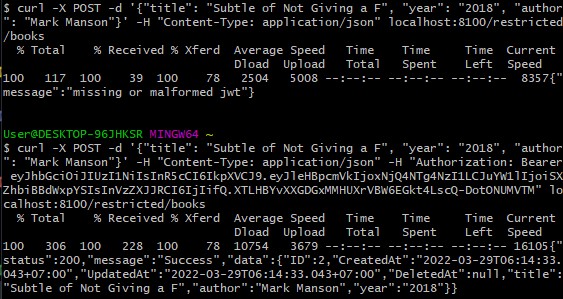 $ curl -X POST -d '{"title": "Subtle of Not Giving a F", "year": "2018", "author
": "Mark Manson"}' -H "Content-Type: application/json" localhost:8100/restricted
/books
% Total % Received % Xferd Average Speed Time Time Time Current
Dload Upload Total Spent Left Speed
100 117 100 39 100 78 2504 5008 --:--:-- --:--:-- --:--:-- 8357{"
message":"missing or malformed jwt"}
User@DESKTOP-96JHKSR MINGW64 ~
$ curl -X POST -d '{"title": "Subtle of Not Giving a F", "year": "2018", "author
": "Mark Manson"}' -H "Content-Type: application/json" -H "Authorization: Bearer
eyJhbGciOiJIUzI1NiIsInR5cCI6IkpXVCJ9.eyJleHBpcmVkIjoxNjQ4NTg4NzI1LCJuYW1lIjoiSX
ZhbiBBdWxpYSIsInVzZXJJRCI6IjIifQ.XTLHBYvXXGDGxMMHUXrVBW6EGkt4LscQ-DotONUMVTM" lo
calhost:8100/restricted/books
% Total % Received % Xferd Average Speed Time Time Time Current
Dload Upload Total Spent Left Speed
100 306 100 228 100 78 10754 3679 --:--:-- --:--:-- --:--:-- 16105{"
status":200,"message":"Success","data":{"ID":2,"CreatedAt":"2022-03-29T06:14:33.
043+07:00","UpdatedAt":"2022-03-29T06:14:33.043+07:00","DeletedAt":null,"title":
"Subtle of Not Giving a F","author":"Mark Manson","year":"2018"}}